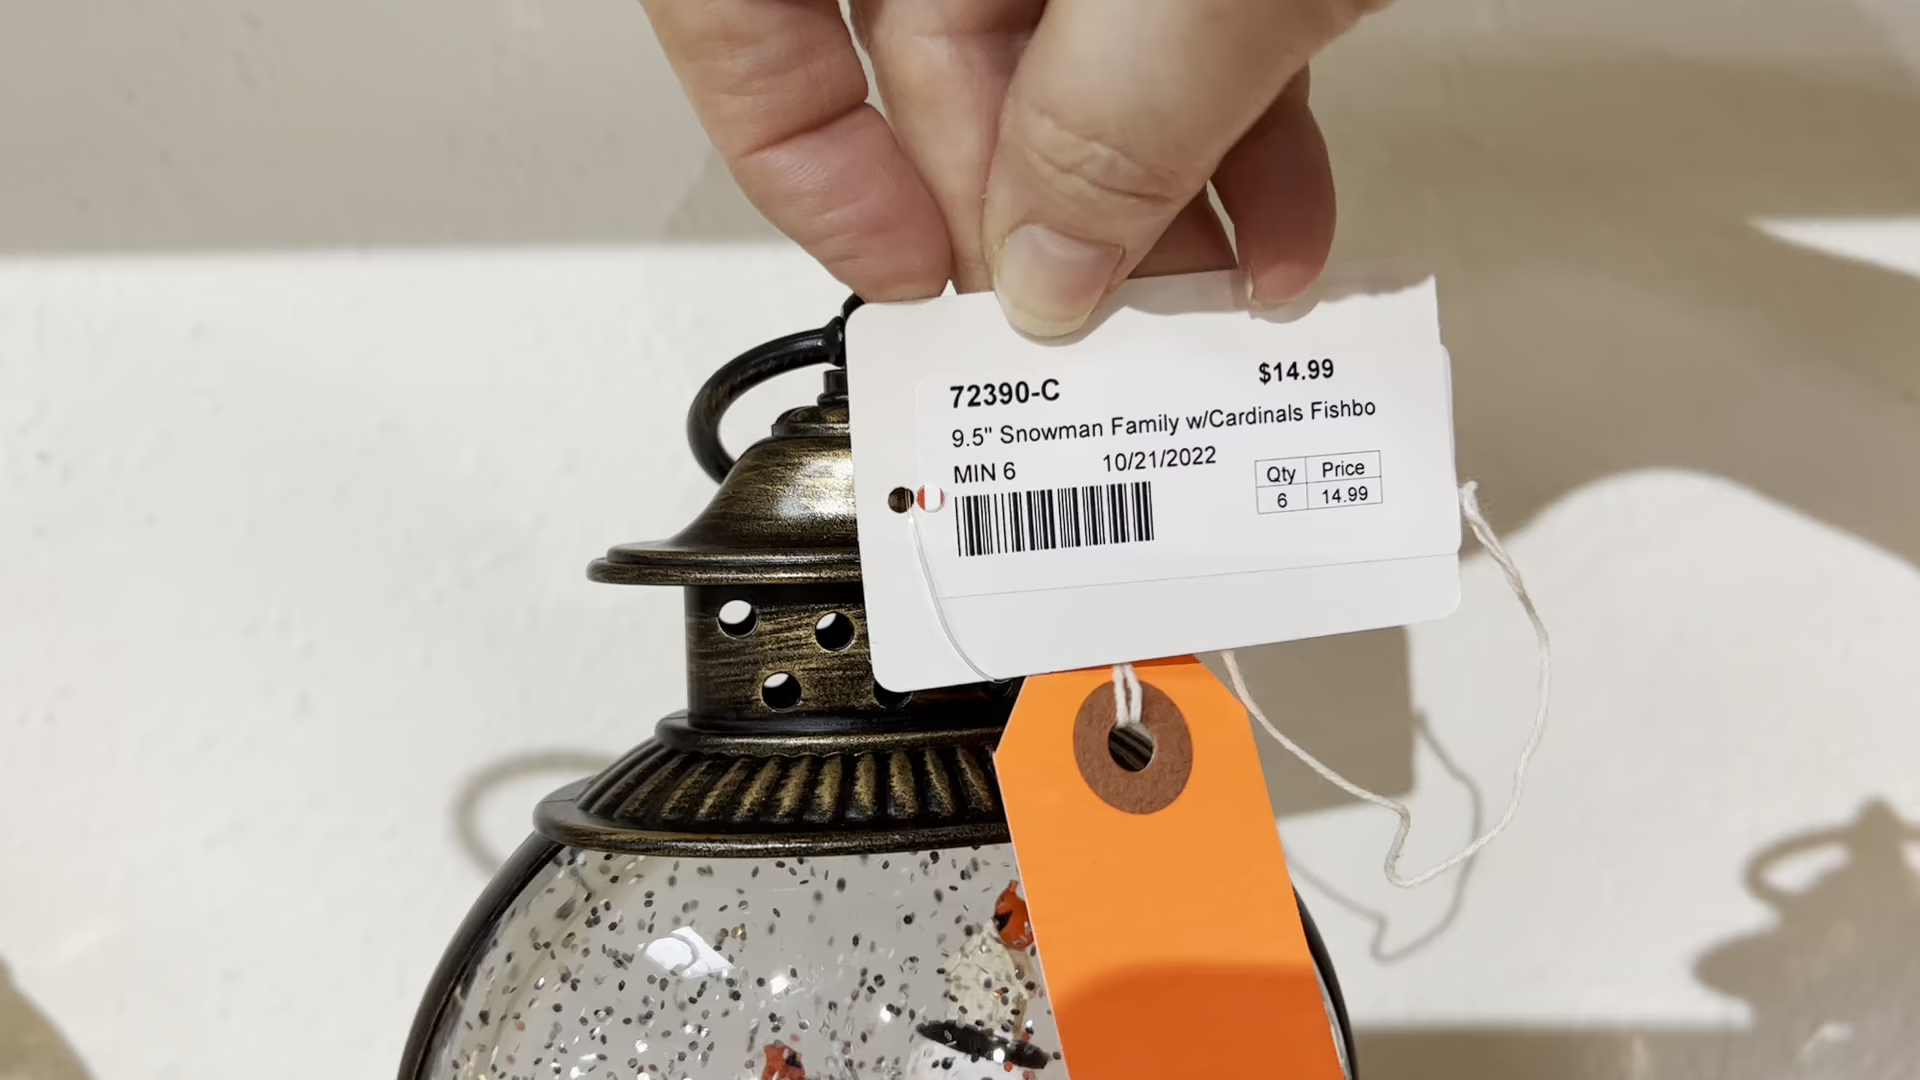 72390-C $14.99
9.5" Snowman Family w/Cardinals Fishbo
MIN 6 10/21/2022
Qty Price
6 14.99